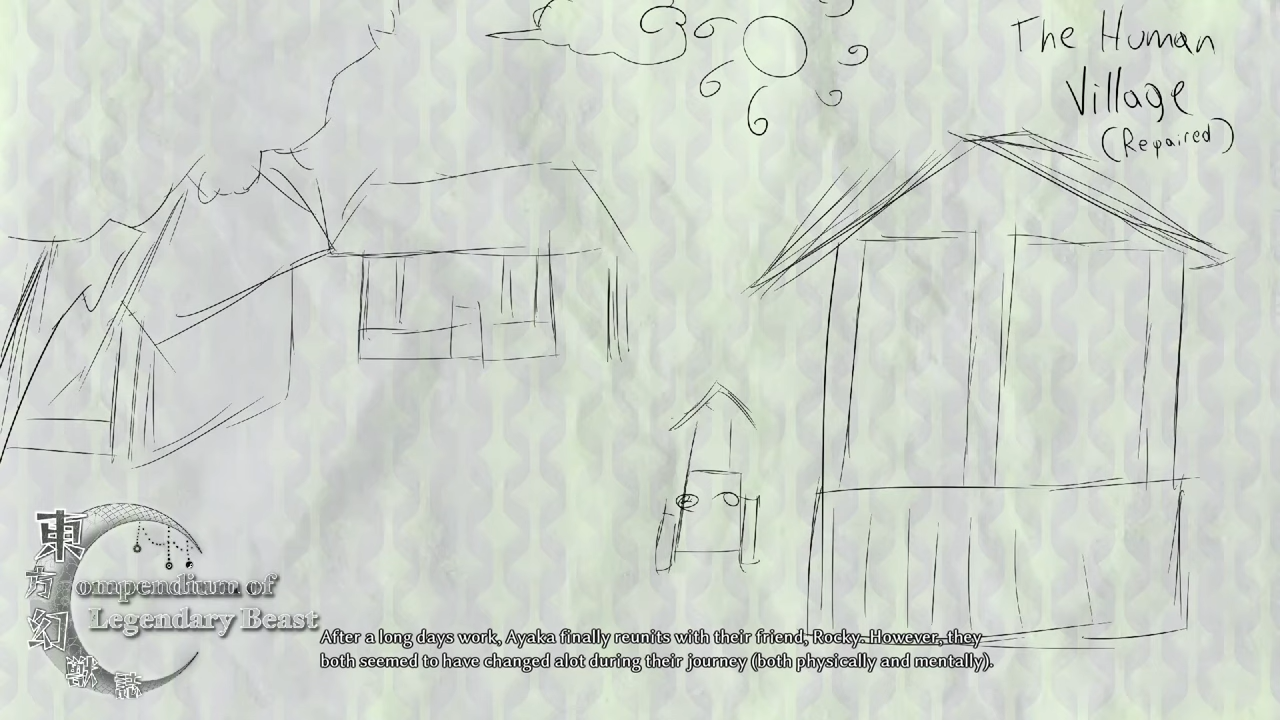 The Human
Village
(Repaired)
東方幻獣誌
Compendium of
Legendary Beast
After a long days work, Ayaka finally reunits with their friend, Rocky. However, they
both seemed to have changed alot during their journey (both physically and mentally).